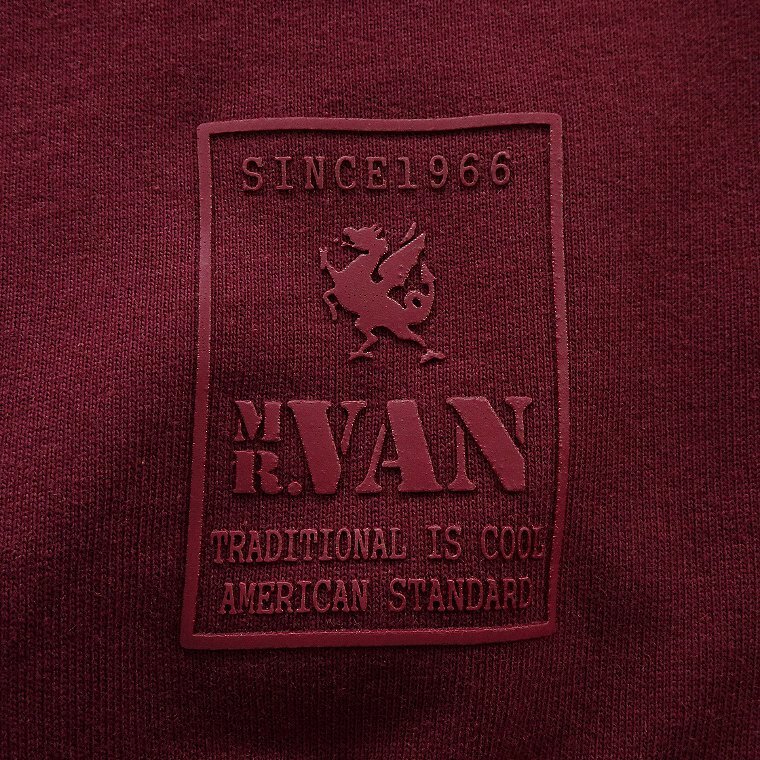 SINCE1966
MR.VAN
TRADITIONAL IS COOL
AMERICAN STANDARD